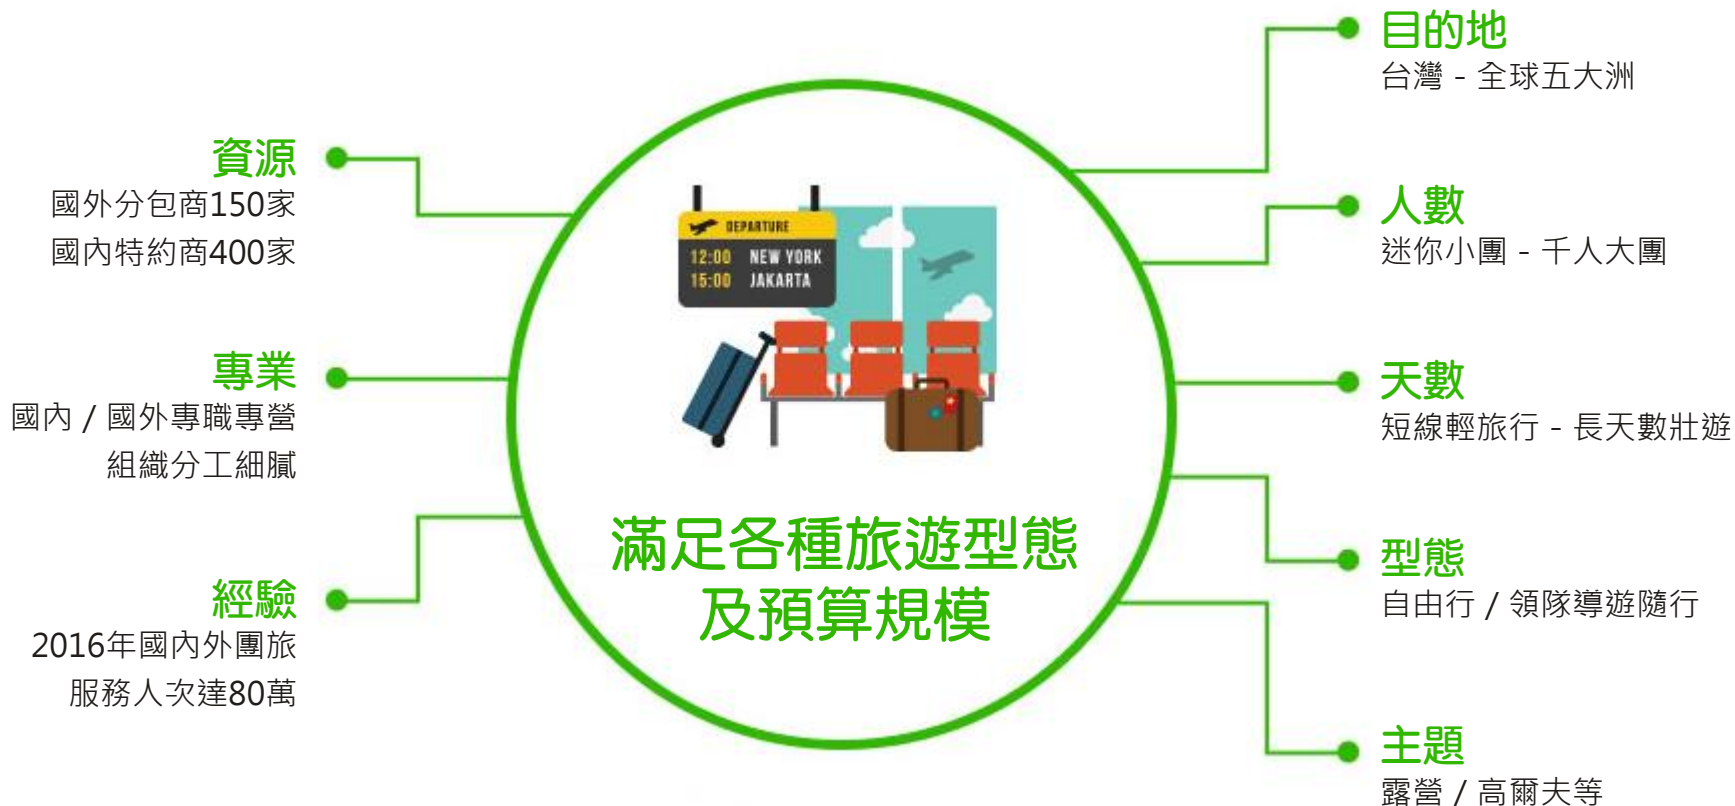 資源
國外分包商150家
國內特約商400家
專業
國內 / 國外專職專營
組織分工細膩
經驗
2016年國內外團旅
服務人次達80萬
DEPARTURE
12:00 NEW YORK
15:00 JAKARTA
滿足各種旅遊型態
及預算規模
目的地
台灣 - 全球五大洲
人數
迷你小團 - 千人大團
天數
短線輕旅行 - 長天數壯遊
型態
自由行 / 領隊導遊隨行
主題
露營 / 高爾夫等